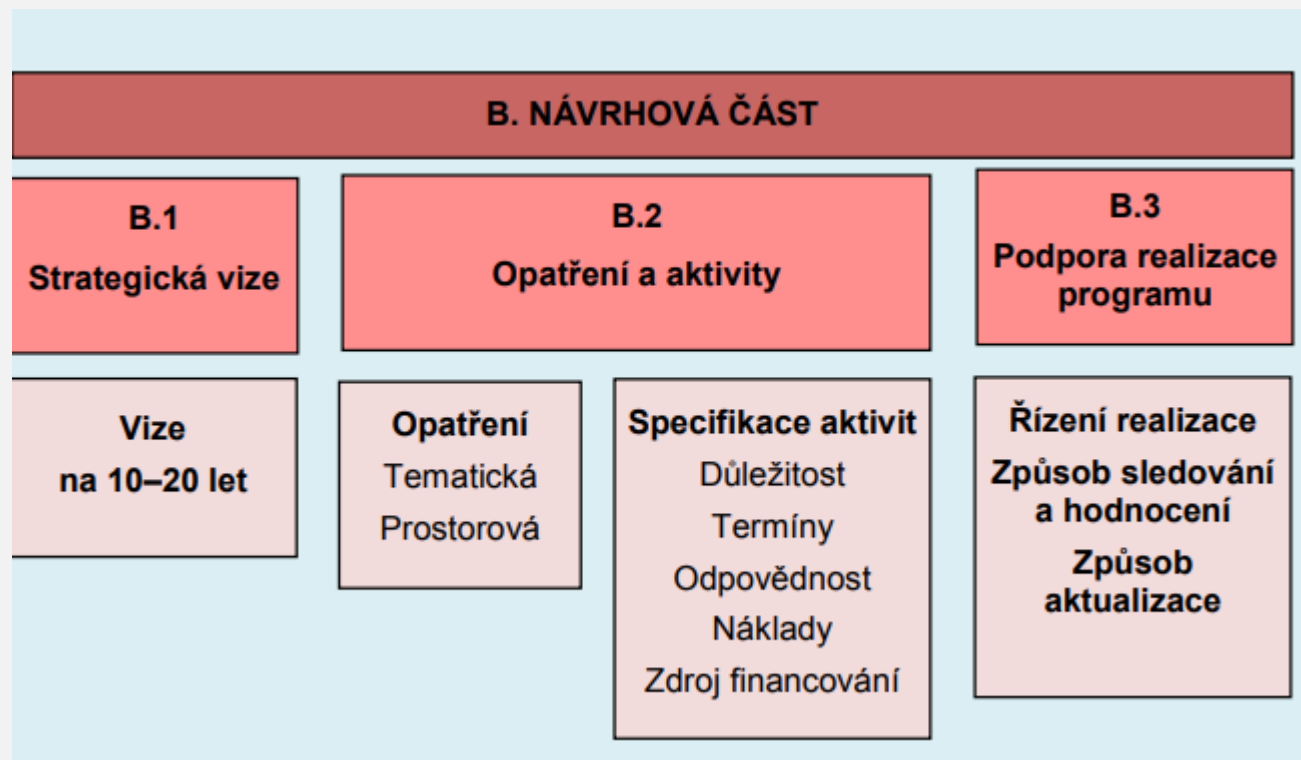 B. NÁVRHOVÁ ČÁST
B.1
Strategická vize
B.2
Opatření a aktivity
B.3
Podpora realizace
programu
Vize
na 10–20 let
Opatření
Tematická
Prostorová
Specifikace aktivit
Důležitost
Termíny
Odpovědnost
Náklady
Zdroj financování
Řízení realizace
Způsob sledování
a hodnocení
Způsob
aktualizace